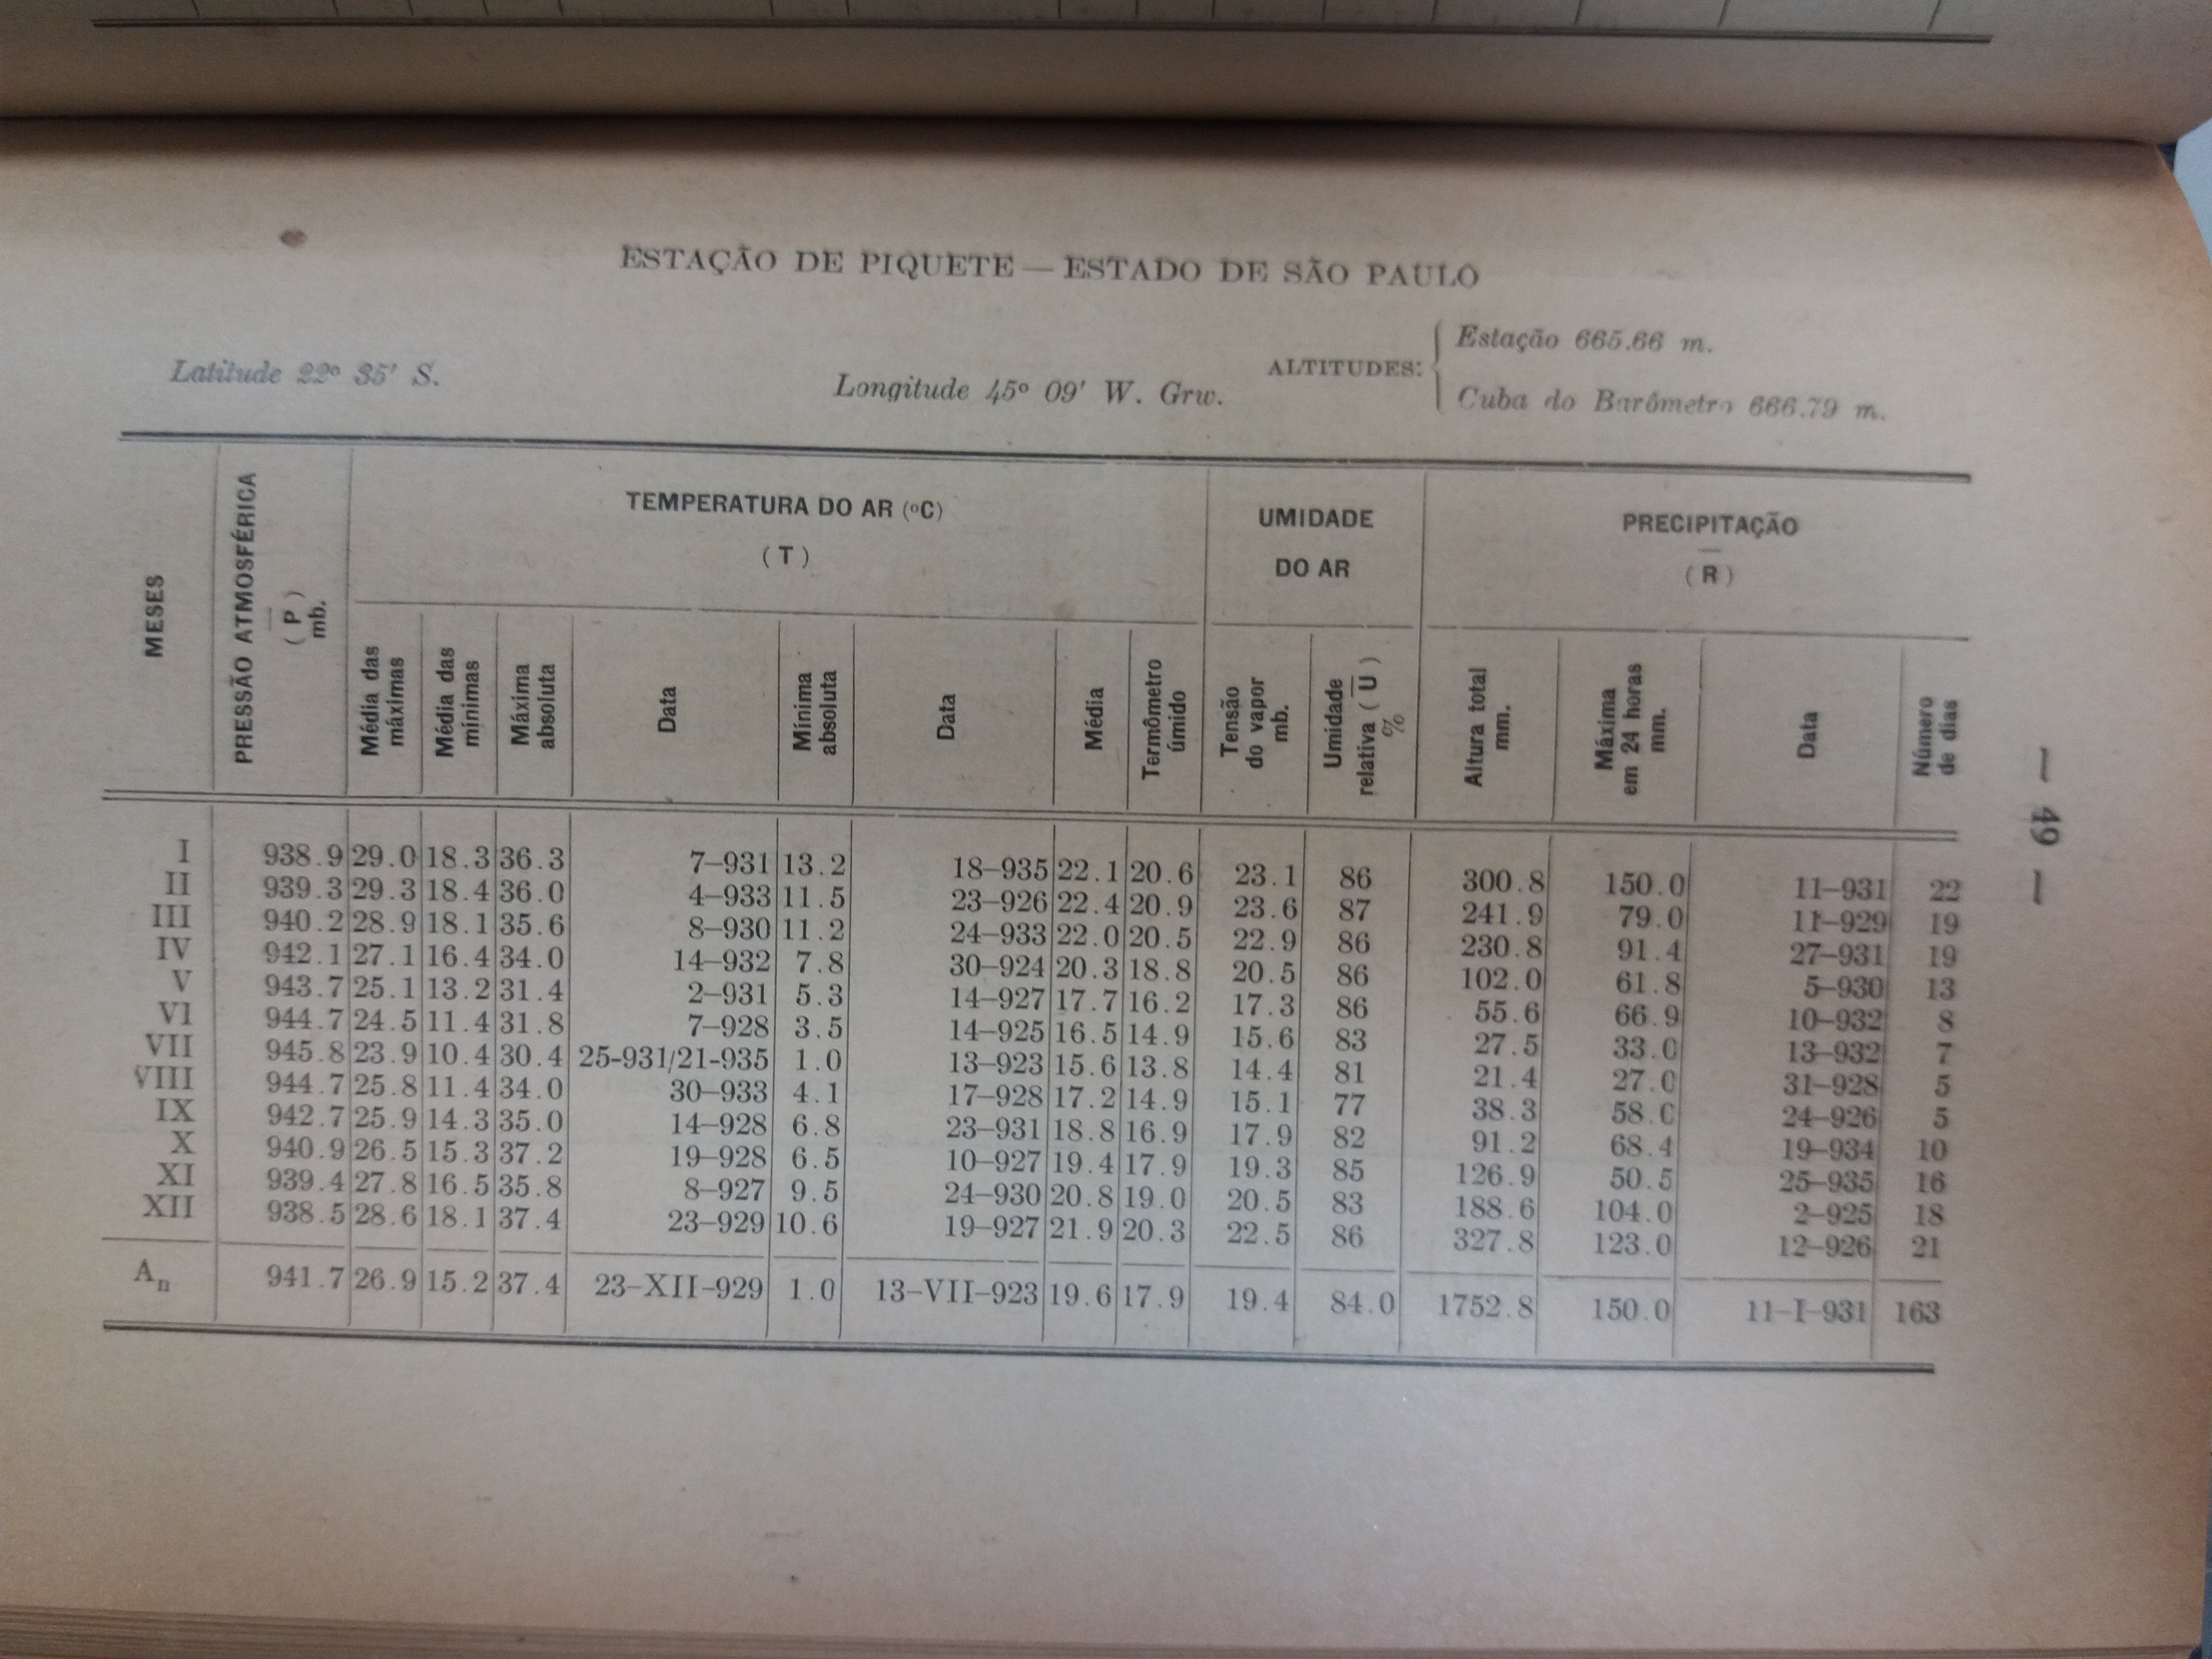 ESTAÇÃO DE PIQUETE — ESTADO DE SÃO PAULO
Latitude 22º 35' S.
Longitude 45º 09' W. Grw.
ALTITUDES:
Estação 665.66 m.
Cuba do Barômetro 666.79 m.
MESES
PRESSÃO ATMOSFÉRICA
( P )
mb.
TEMPERATURA DO AR (ºC)
( T )
UMIDADE
DO AR
PRECIPITAÇÃO
( R )
Média das
máximas
Média das
mínimas
Máxima
absoluta
Data
Mínima
absoluta
Data
Média
Termômetro
úmido
Tensão
do vapor
mb.
Umidade
relativa ( U )
%
Altura total
mm.
Máxima
em 24 horas
mm.
Data
Número
de dias
I 938.9 29.0 18.3 36.3 7–931 13.2 18–935 22.1 20.6 23.1 86 300.8 150.0 11–931 22
II 939.3 29.3 18.4 36.0 4–933 11.5 23–926 22.4 20.9 23.6 87 241.9 79.0 11–929 19
III 940.2 28.9 18.1 35.6 8–930 11.2 24–933 22.0 20.5 22.9 86 230.8 91.4 27–931 19
IV 942.1 27.1 16.4 34.0 14–932 7.8 30–924 20.3 18.8 20.5 86 102.0 61.8 5–930 13
V 943.7 25.1 13.2 31.4 2–931 5.3 14–927 17.7 16.2 17.3 86 55.6 66.9 10–932 8
VI 944.7 24.5 11.4 31.8 7–928 3.5 14–925 16.5 14.9 15.6 83 27.5 33.0 13–932 7
VII 945.8 23.9 10.4 30.4 25-931/21-935 1.0 13–923 15.6 13.8 14.4 81 21.4 27.0 31–928 5
VIII 944.7 25.8 11.4 34.0 30–933 4.1 17–928 17.2 14.9 15.1 77 38.3 58.0 24–926 5
IX 942.7 25.9 14.3 35.0 14–928 6.8 23–931 18.8 16.9 17.9 82 91.2 68.4 19–934 10
X 940.9 26.5 15.3 37.2 19–928 6.5 10–927 19.4 17.9 19.3 85 126.9 50.5 25–935 16
XI 939.4 27.8 16.5 35.8 8–927 9.5 24–930 20.8 19.0 20.5 83 188.6 104.0 2–925 18
XII 938.5 28.6 18.1 37.4 23–929 10.6 19–927 21.9 20.3 22.5 86 327.8 123.0 12–926 21
An 941.7 26.9 15.2 37.4 23–XII–929 1.0 13–VII–923 19.6 17.9 19.4 84.0 1752.8 150.0 11–I–931 163
— 49 —